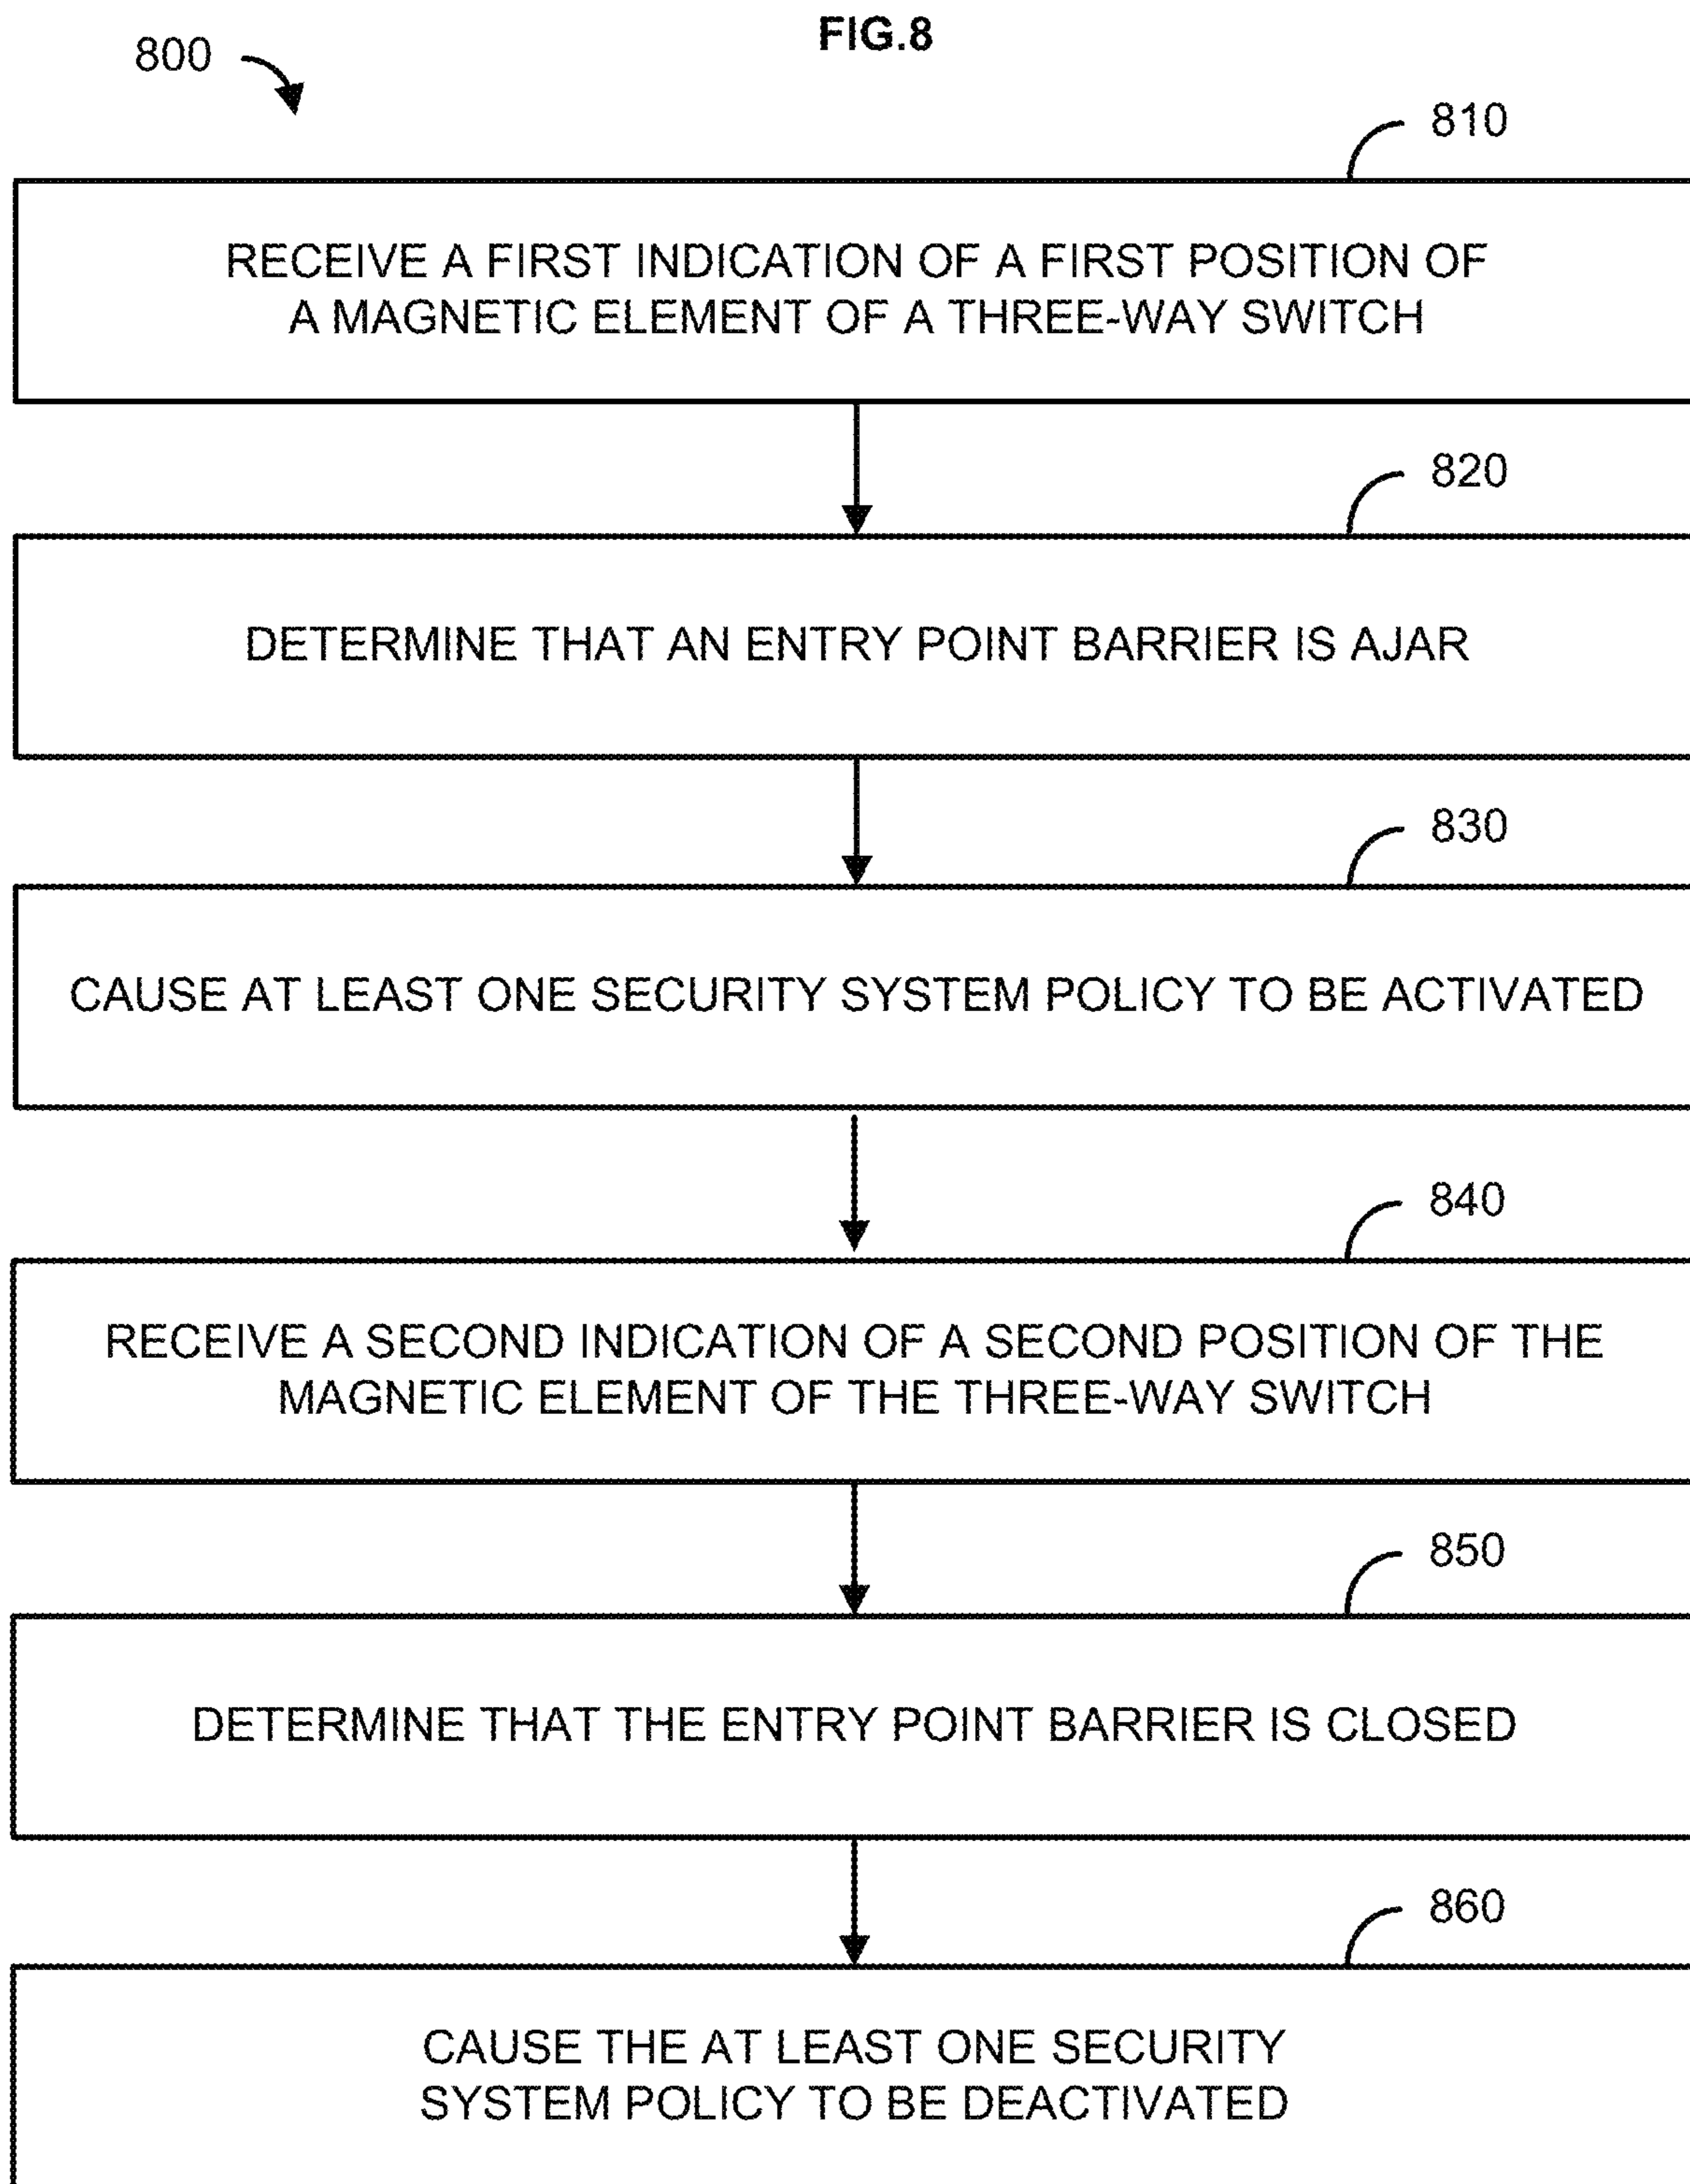 FIG.8
800
810
RECEIVE A FIRST INDICATION OF A FIRST POSITION OF
A MAGNETIC ELEMENT OF A THREE-WAY SWITCH
820
DETERMINE THAT AN ENTRY POINT BARRIER IS AJAR
830
CAUSE AT LEAST ONE SECURITY SYSTEM POLICY TO BE ACTIVATED
840
RECEIVE A SECOND INDICATION OF A SECOND POSITION OF THE
MAGNETIC ELEMENT OF THE THREE-WAY SWITCH
850
DETERMINE THAT THE ENTRY POINT BARRIER IS CLOSED
860
CAUSE THE AT LEAST ONE SECURITY
SYSTEM POLICY TO BE DEACTIVATED